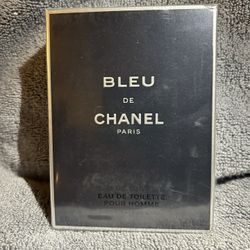 BLEU
DE
CHANEL
PARIS
EAU DE TOILETTE
POUR HOMME